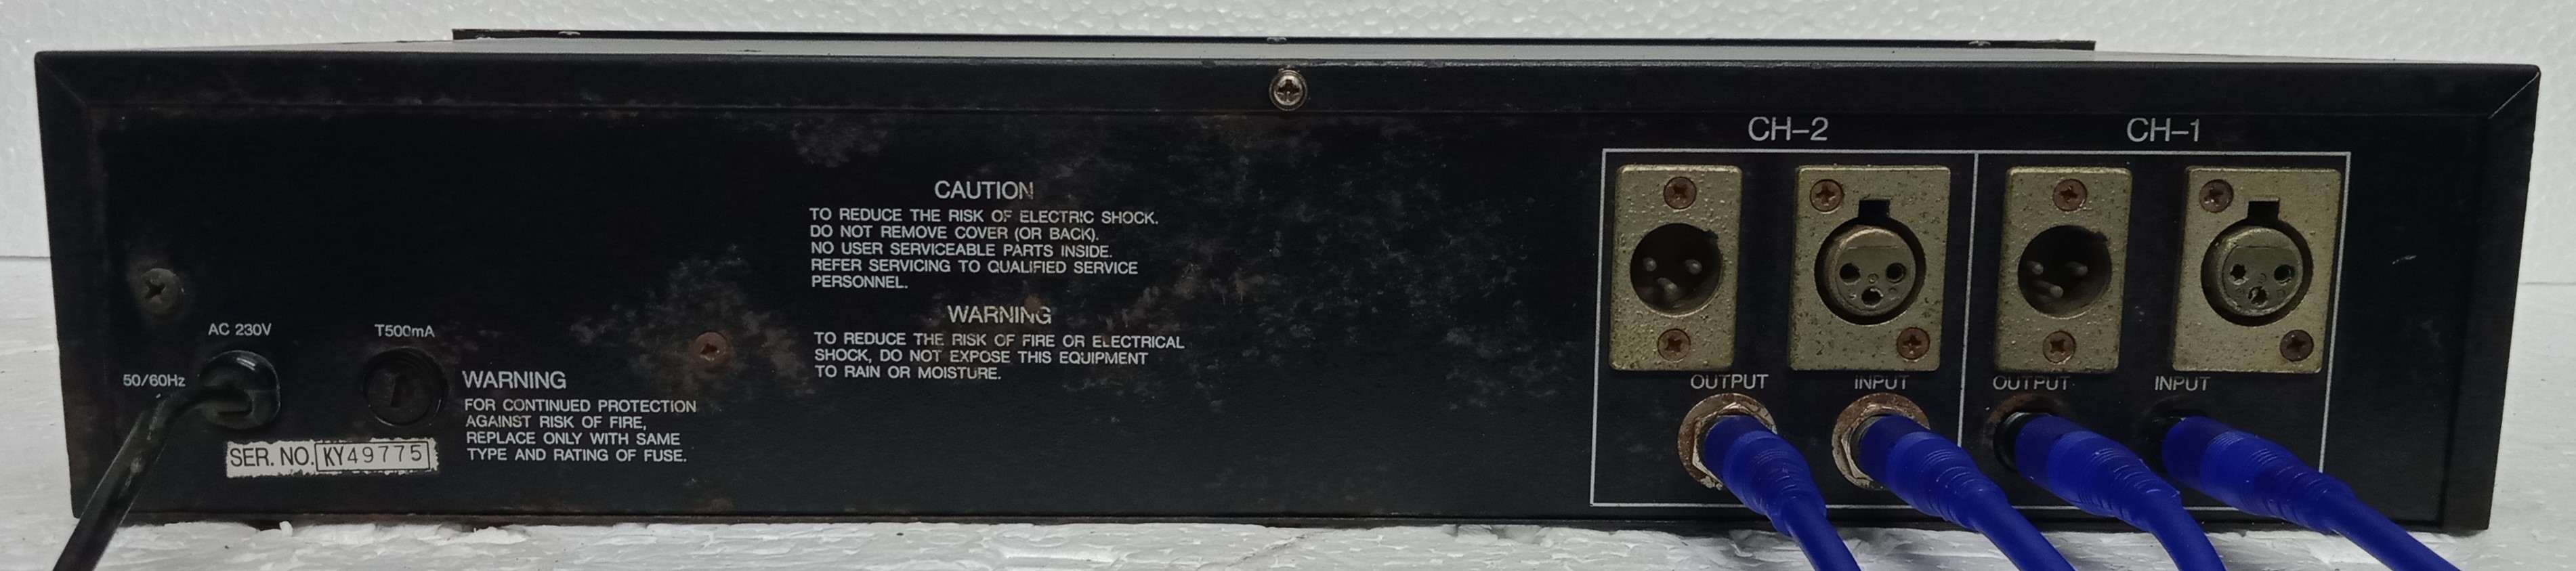 CH-2
CH-1
CAUTION
TO REDUCE THE RISK OF ELECTRIC SHOCK.
DO NOT REMOVE COVER (OR BACK).
NO USER SERVICEABLE PARTS INSIDE.
REFER SERVICING TO QUALIFIED SERVICE
PERSONNEL.
WARNING
TO REDUCE THE RISK OF FIRE OR ELECTRICAL
SHOCK, DO NOT EXPOSE THIS EQUIPMENT
TO RAIN OR MOISTURE.
AC 230V
50/60Hz
T500mA
WARNING
FOR CONTINUED PROTECTION
AGAINST RISK OF FIRE,
REPLACE ONLY WITH SAME
TYPE AND RATING OF FUSE.
SER. NO. KY49775
OUTPUT
INPUT
OUTPUT
INPUT